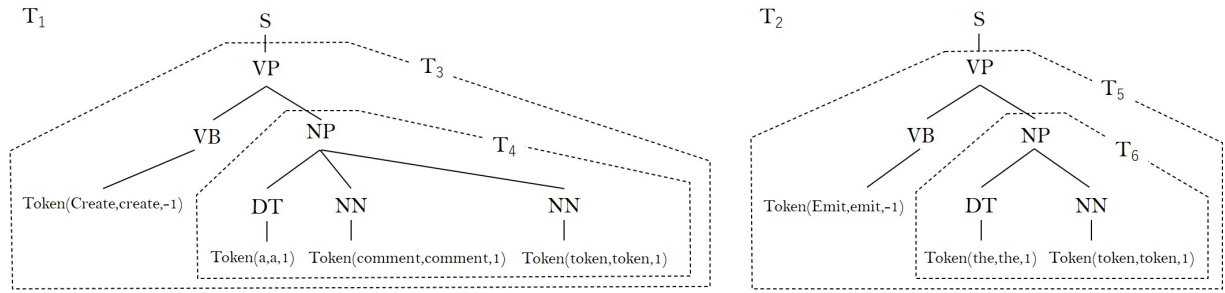 T₁ S T₂ S
VP T₃ VP T₅
VB NP T₄ VB NP T₆
Token(Create,create,-1) DT NN NN Token(Emit,emit,-1) DT NN
Token(a,a,1) Token(comment,comment,1) Token(token,token,1) Token(the,the,1) Token(token,token,1)